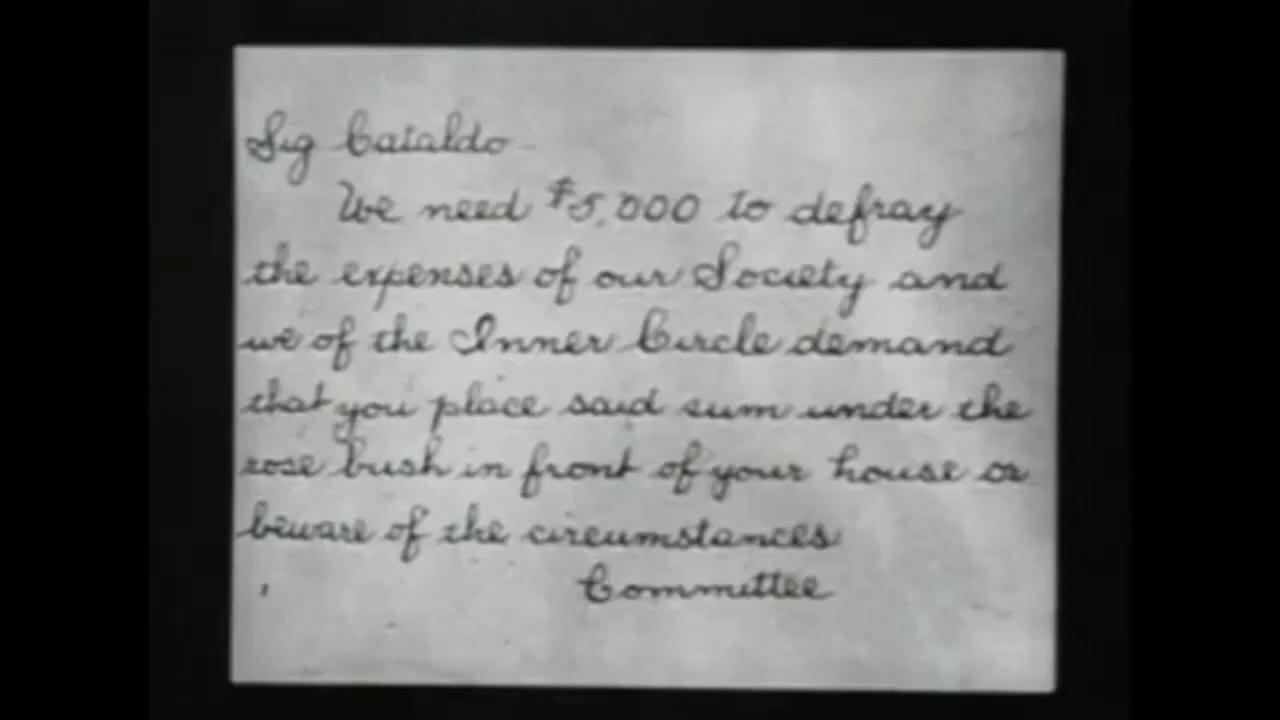 Sig Cataldo
We need $5,000 to defray
the expenses of our Society and
we of the Inner Circle demand
that you place said sum under the
rose bush in front of your house or
beware of the circumstances
Committee